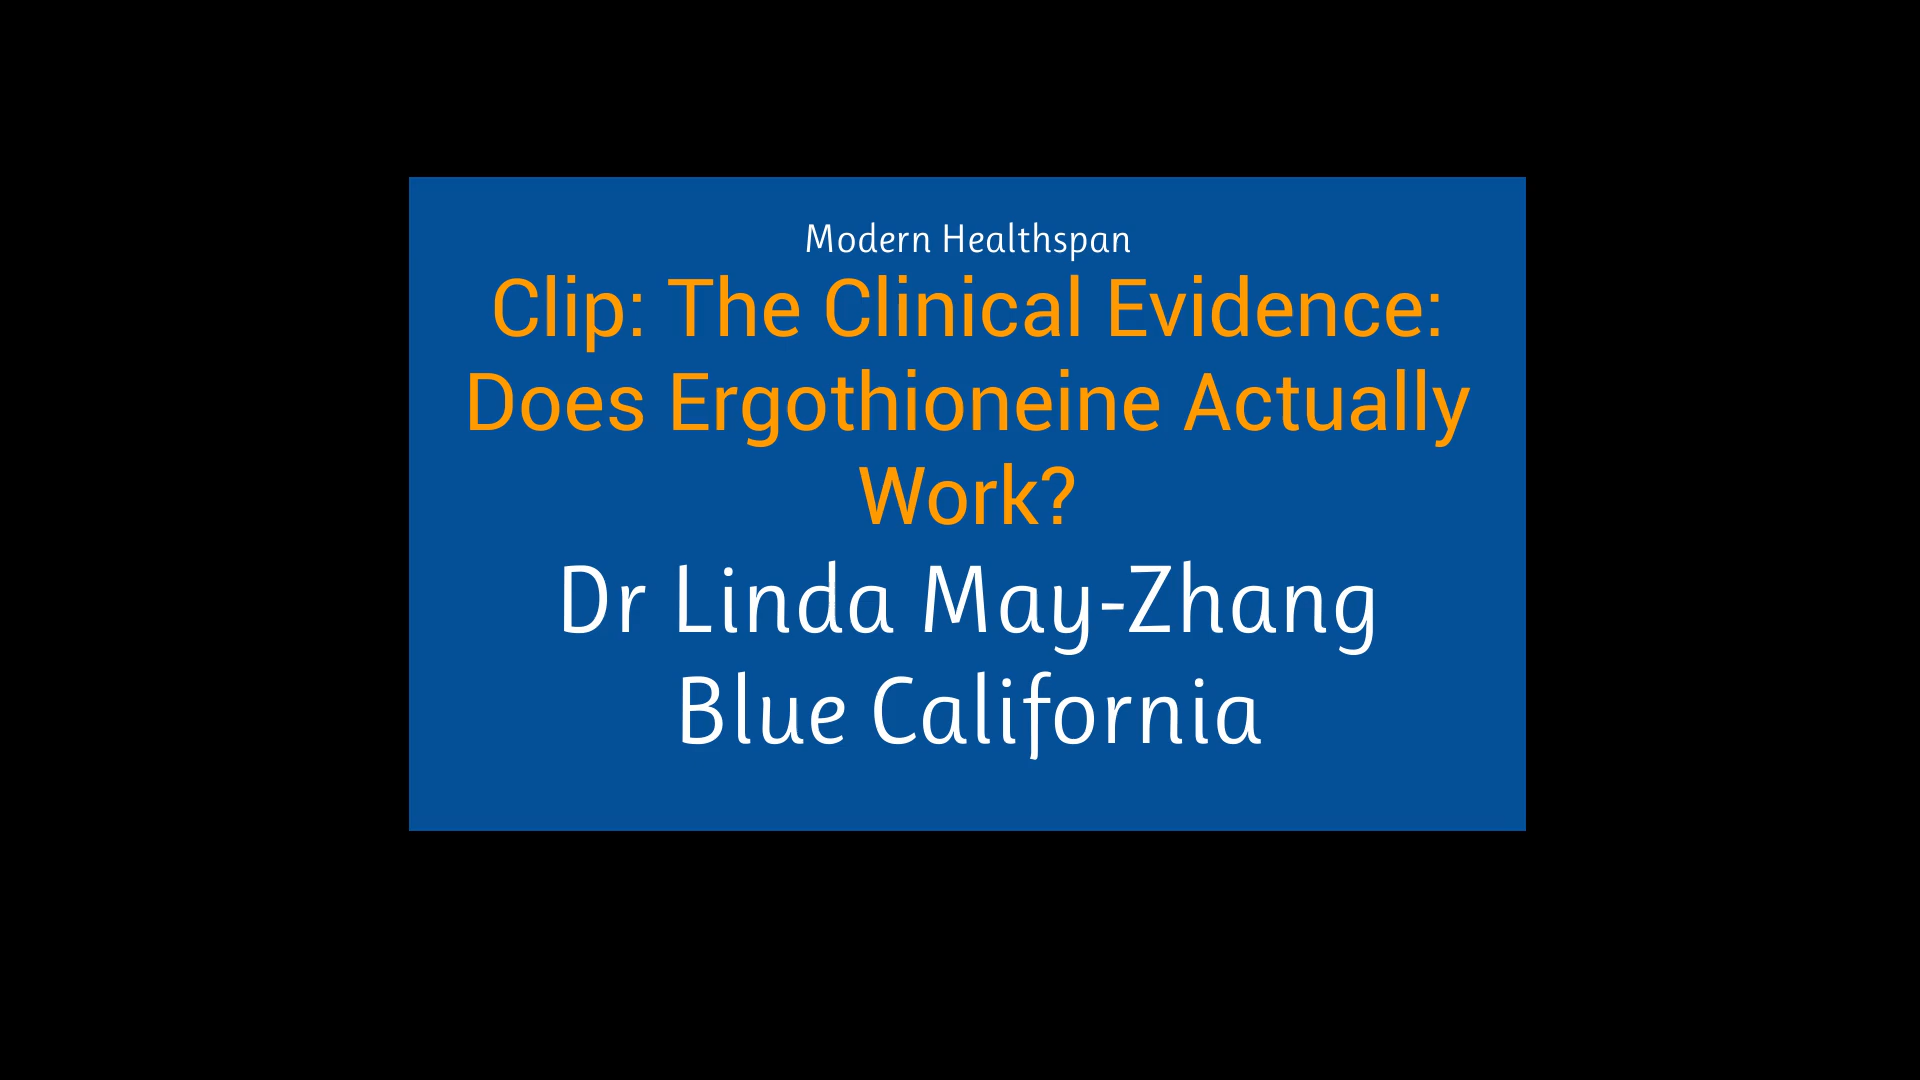 Modern Healthspan
Clip: The Clinical Evidence:
Does Ergothioneine Actually
Work?
Dr Linda May-Zhang
Blue California